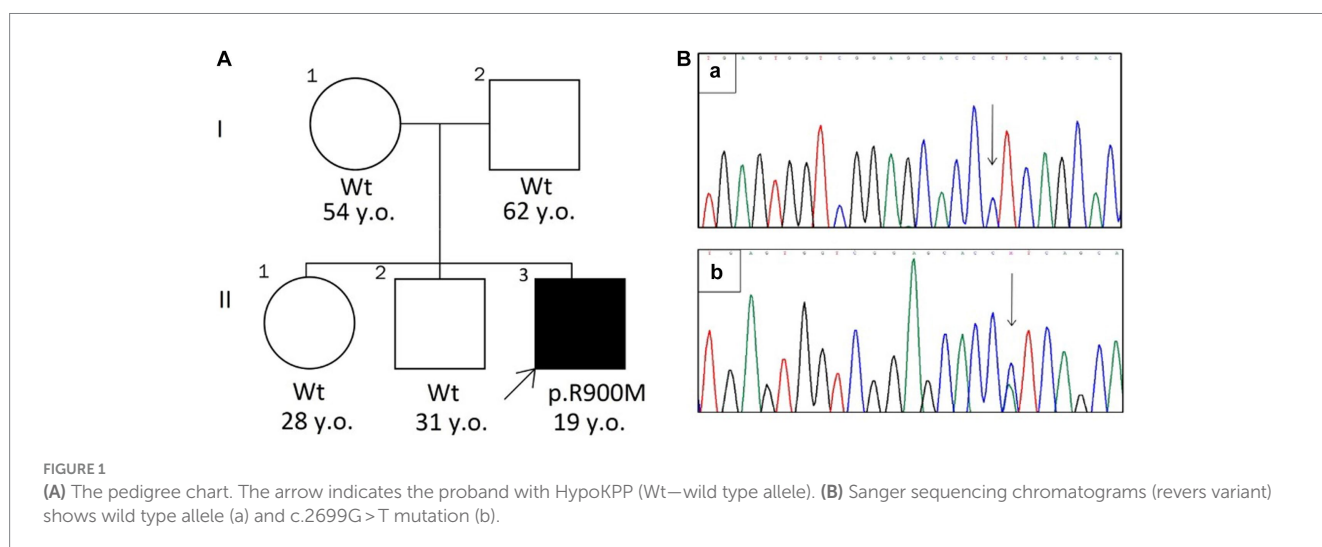 A
B
1
2
a
I
Wt
54 y.o.
Wt
62 y.o.
b
1
2
3
II
Wt
28 y.o.
Wt
31 y.o.
p.R900M
19 y.o.
FIGURE 1
(A) The pedigree chart. The arrow indicates the proband with HypoKPP (Wt—wild type allele). (B) Sanger sequencing chromatograms (revers variant)
shows wild type allele (a) and c.2699G > T mutation (b).